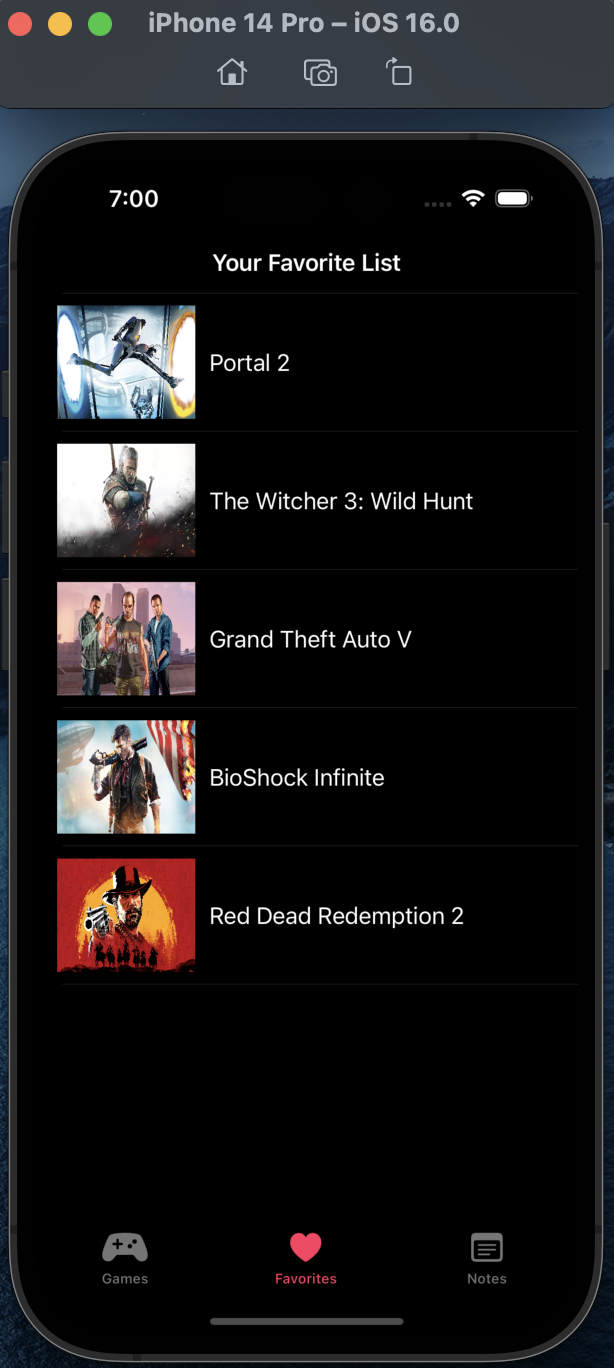 iPhone 14 Pro – iOS 16.0
7:00
Your Favorite List
Portal 2
The Witcher 3: Wild Hunt
Grand Theft Auto V
BioShock Infinite
Red Dead Redemption 2
Games
Favorites
Notes